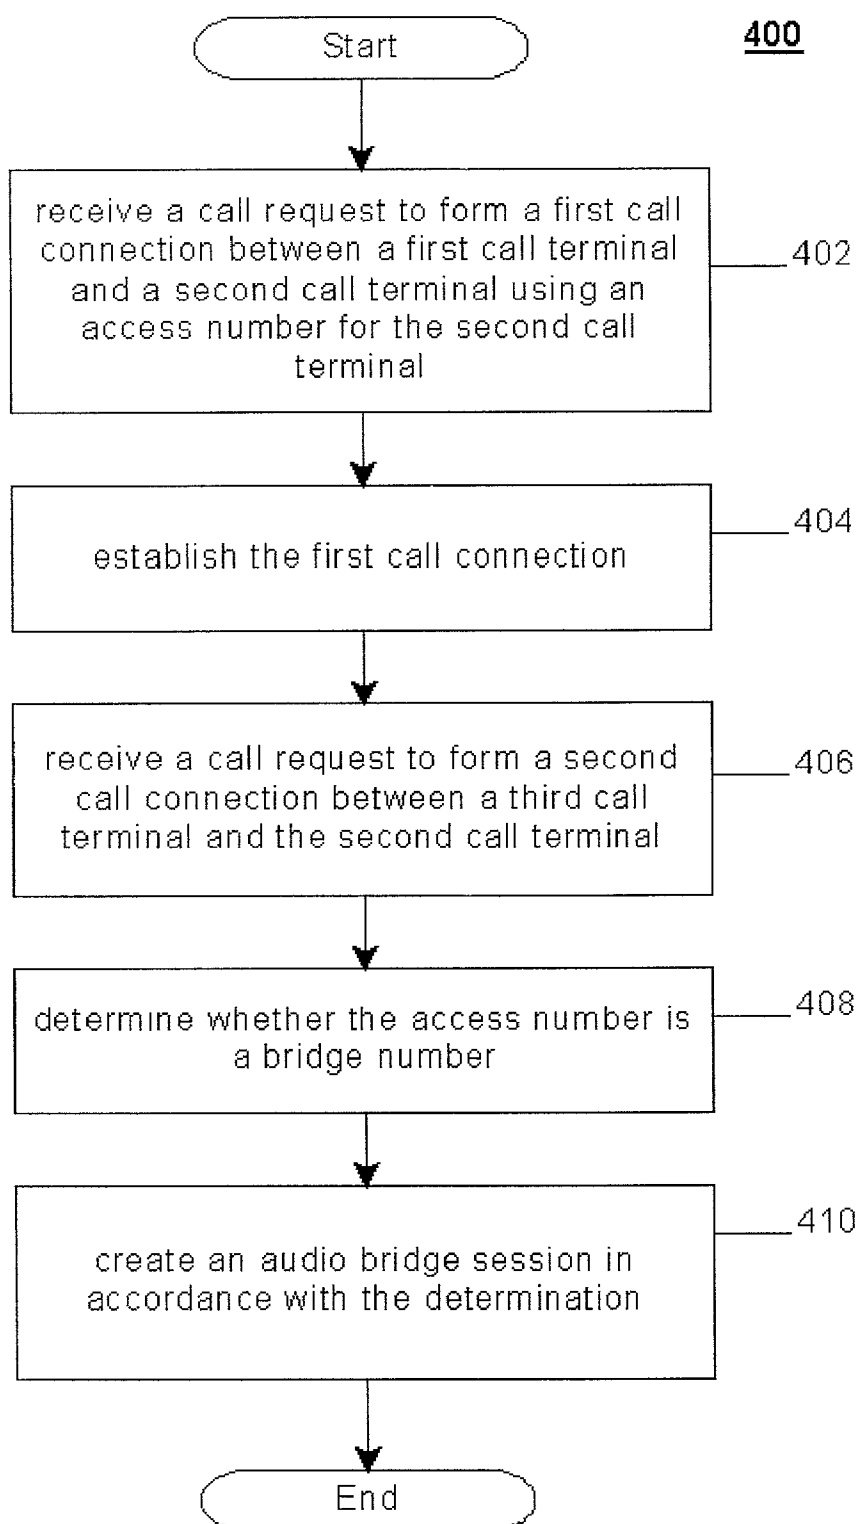 Start
400
receive a call request to form a first call
connection between a first call terminal
and a second call terminal using an
access number for the second call
terminal
402
establish the first call connection
404
receive a call request to form a second
call connection between a third call
terminal and the second call terminal
406
determine whether the access number is
a bridge number
408
create an audio bridge session in
accordance with the determination
410
End